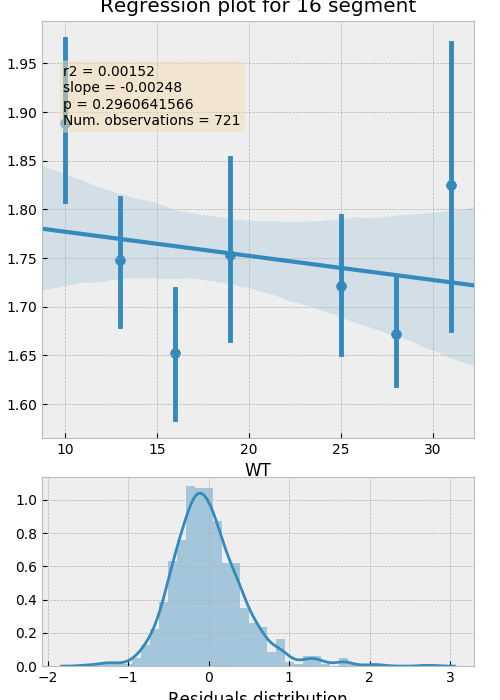 Regression plot for 16 segment
r2 = 0.00152
slope = -0.00248
p = 0.2960641566
Num. observations = 721
1.95
1.90
1.85
1.80
1.75
1.70
1.65
1.60
10 15 20 25 30
WT
1.0
0.8
0.6
0.4
0.2
0.0
−2 −1 0 1 2 3
Residuals distribution